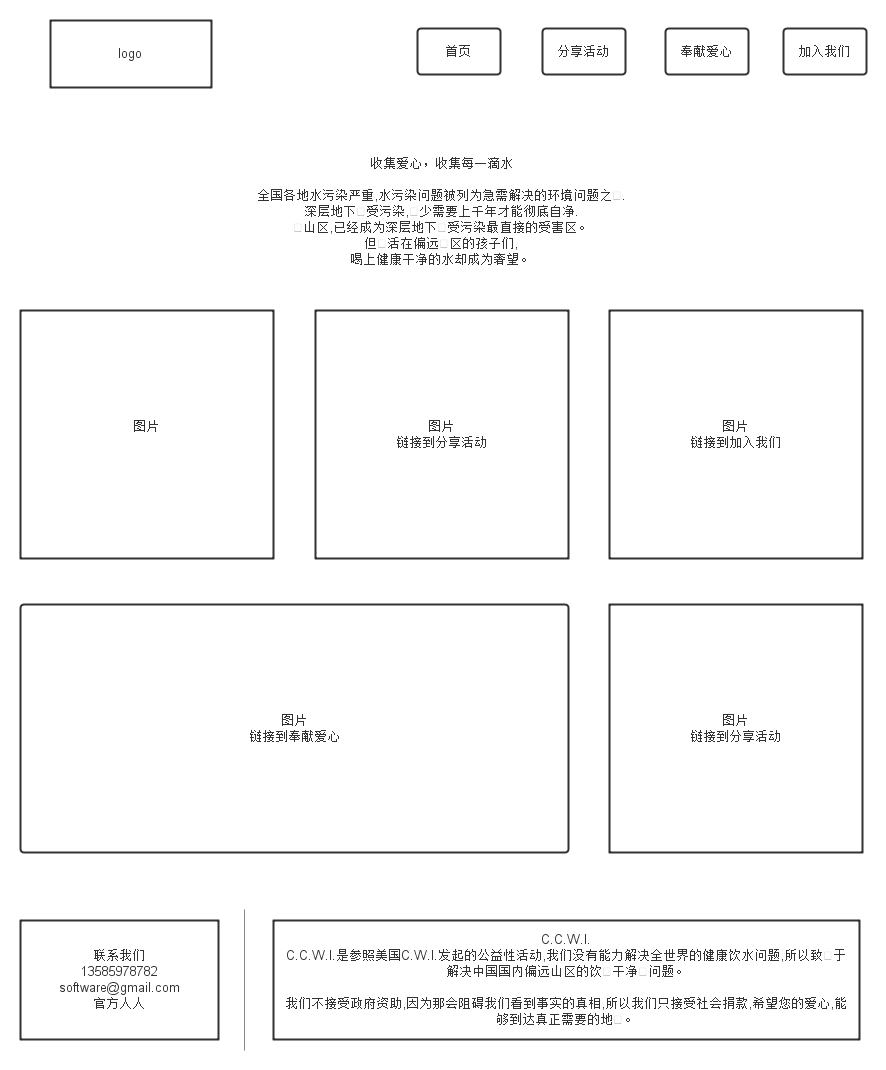 logo
首页
分享活动
奉献爱心
加入我们
收集爱心，收集每一滴水
全国各地水污染严重,水污染问题被列为急需解决的环境问题之□.
深层地下□受污染,□少需要上千年才能彻底自净.
□山区,已经成为深层地下□受污染最直接的受害区。
但□活在偏远□区的孩子们,
喝上健康干净的水却成为奢望。
图片
图片
链接到分享活动
图片
链接到加入我们
图片
链接到奉献爱心
图片
链接到分享活动
联系我们
13585978782
software@gmail.com
官方人人
C.C.W.I.
C.C.W.I.是参照美国C.W.I.发起的公益性活动,我们没有能力解决全世界的健康饮水问题,所以致□于
解决中国国内偏远山区的饮□干净□问题。
我们不接受政府资助,因为那会阻碍我们看到事实的真相,所以我们只接受社会捐款,希望您的爱心,能
够到达真正需要的地□。